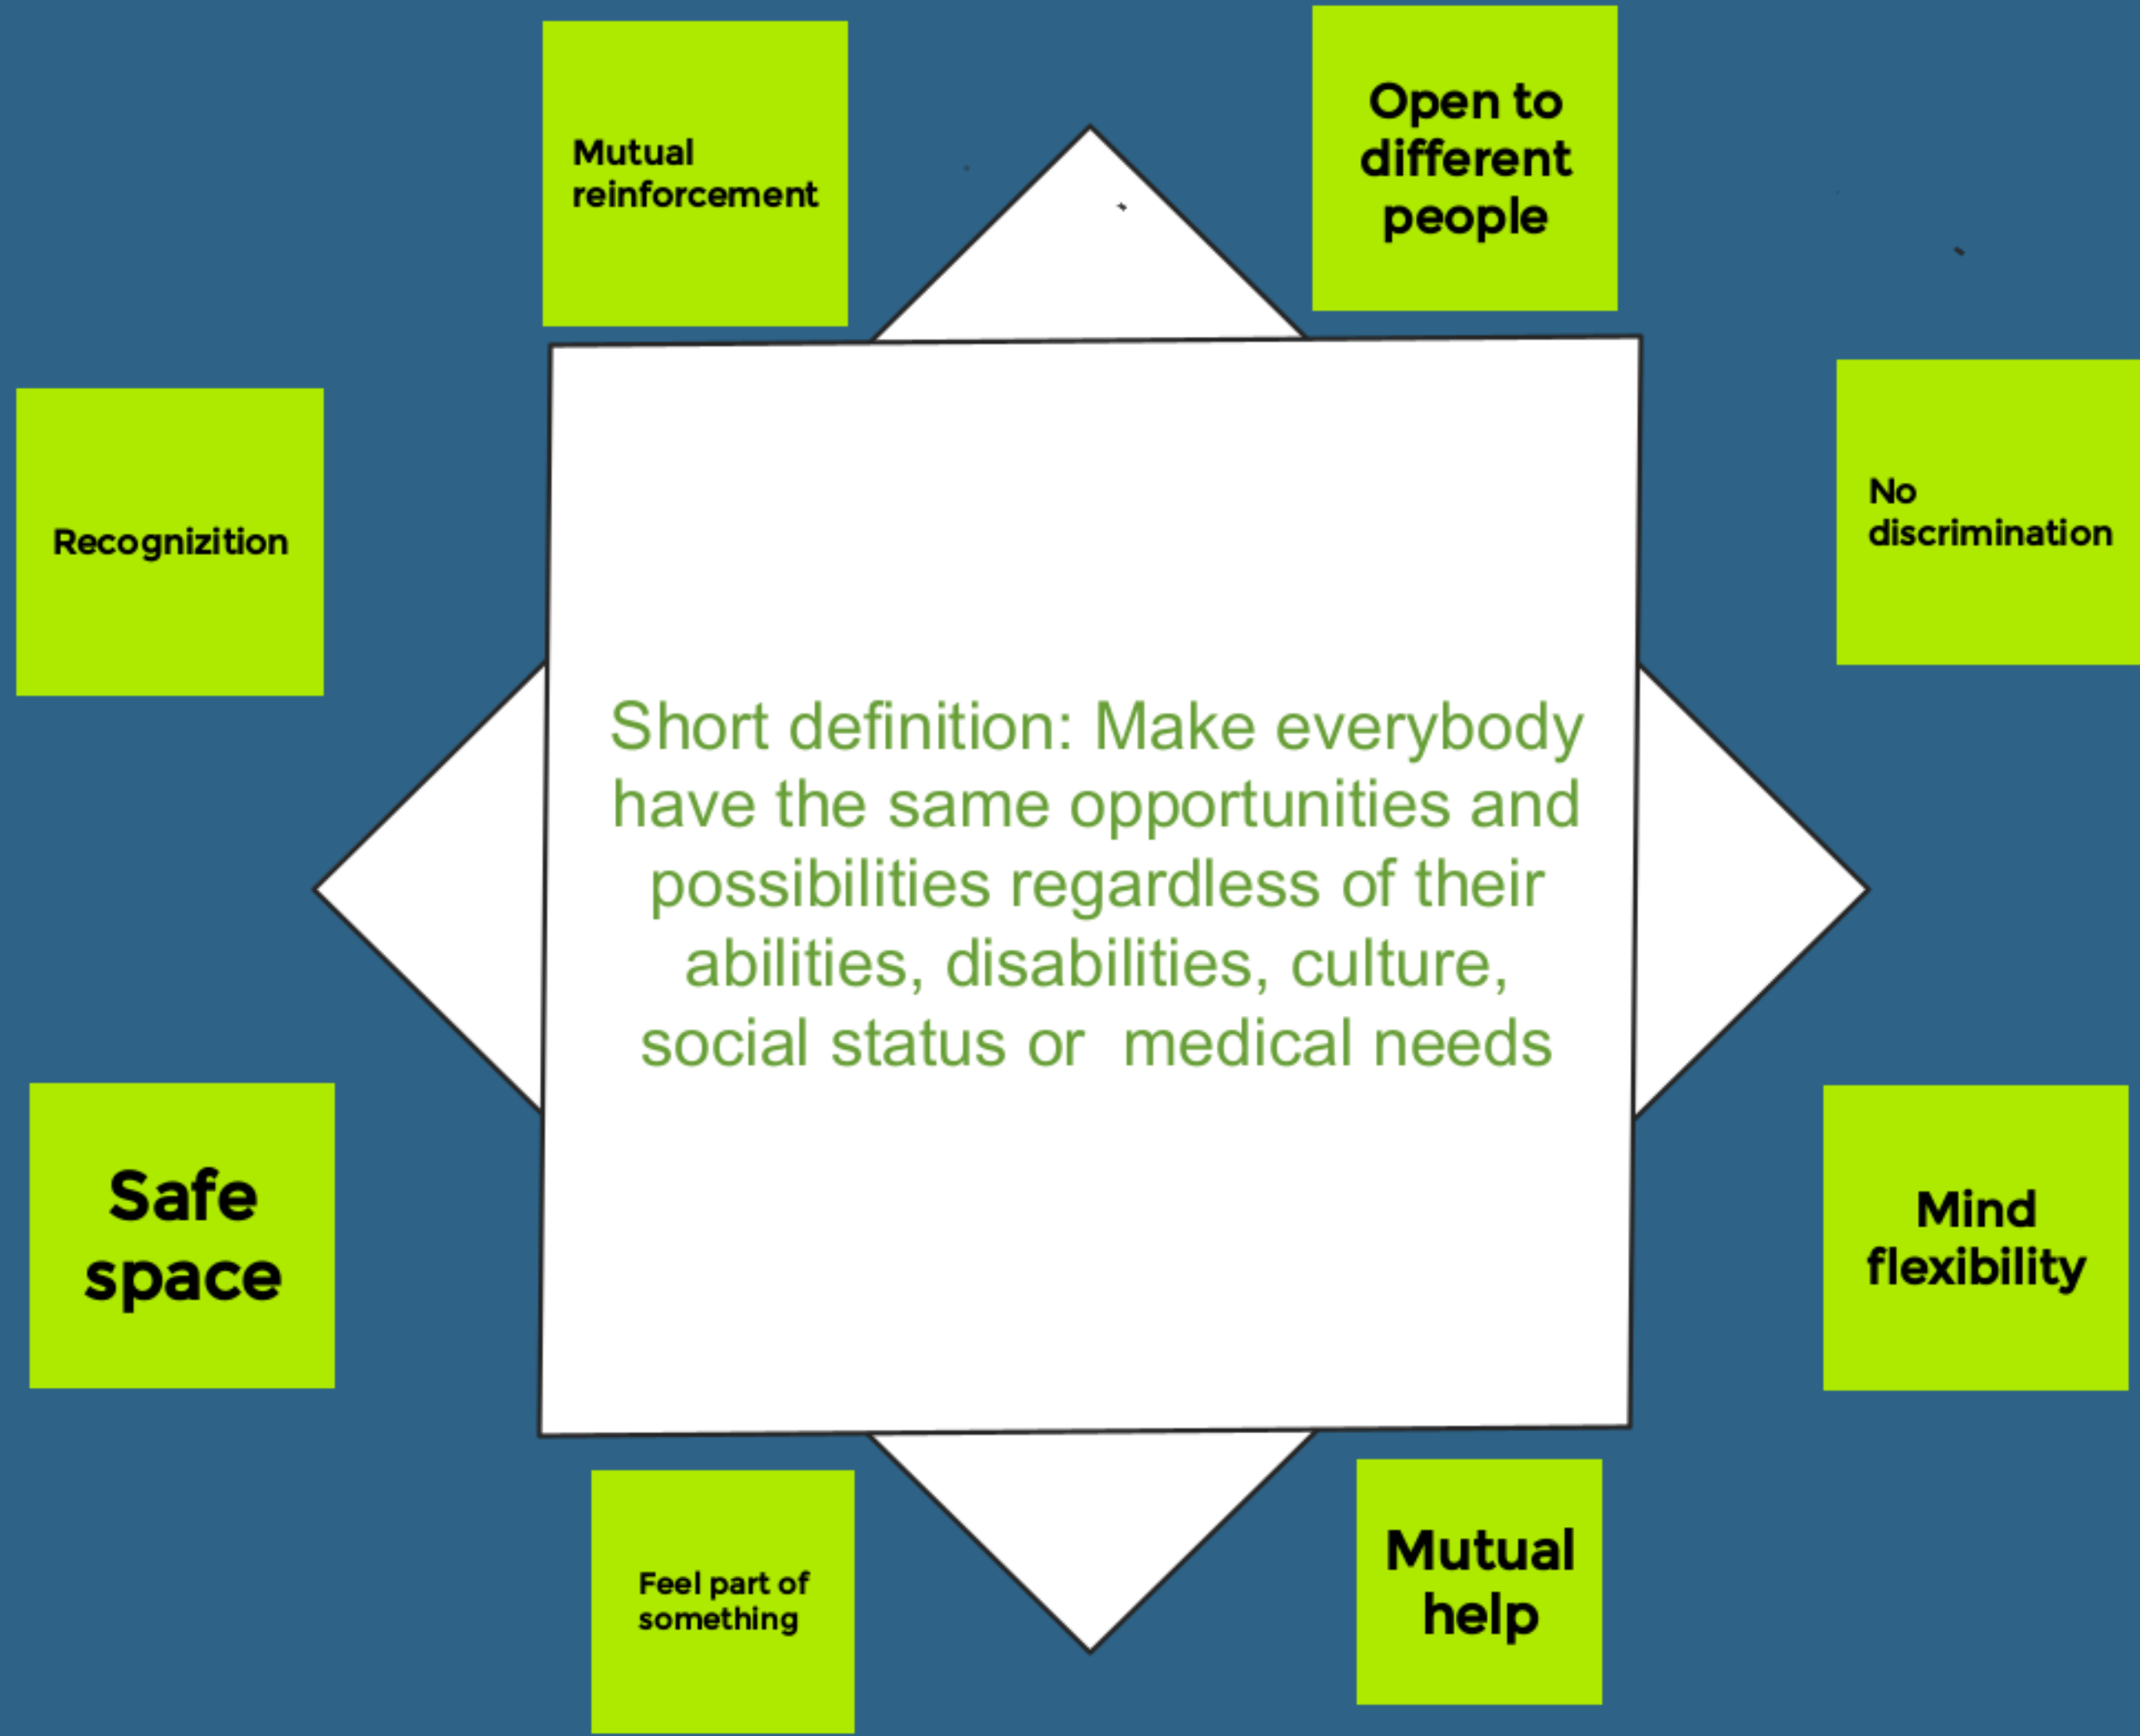 Mutual
reinforcement
Open to
different
people
Recognizition
No
discrimination
Short definition: Make everybody
have the same opportunities and
possibilities regardless of their
abilities, disabilities, culture,
social status or  medical needs
Safe
space
Mind
flexibility
Feel part of
something
Mutual
help